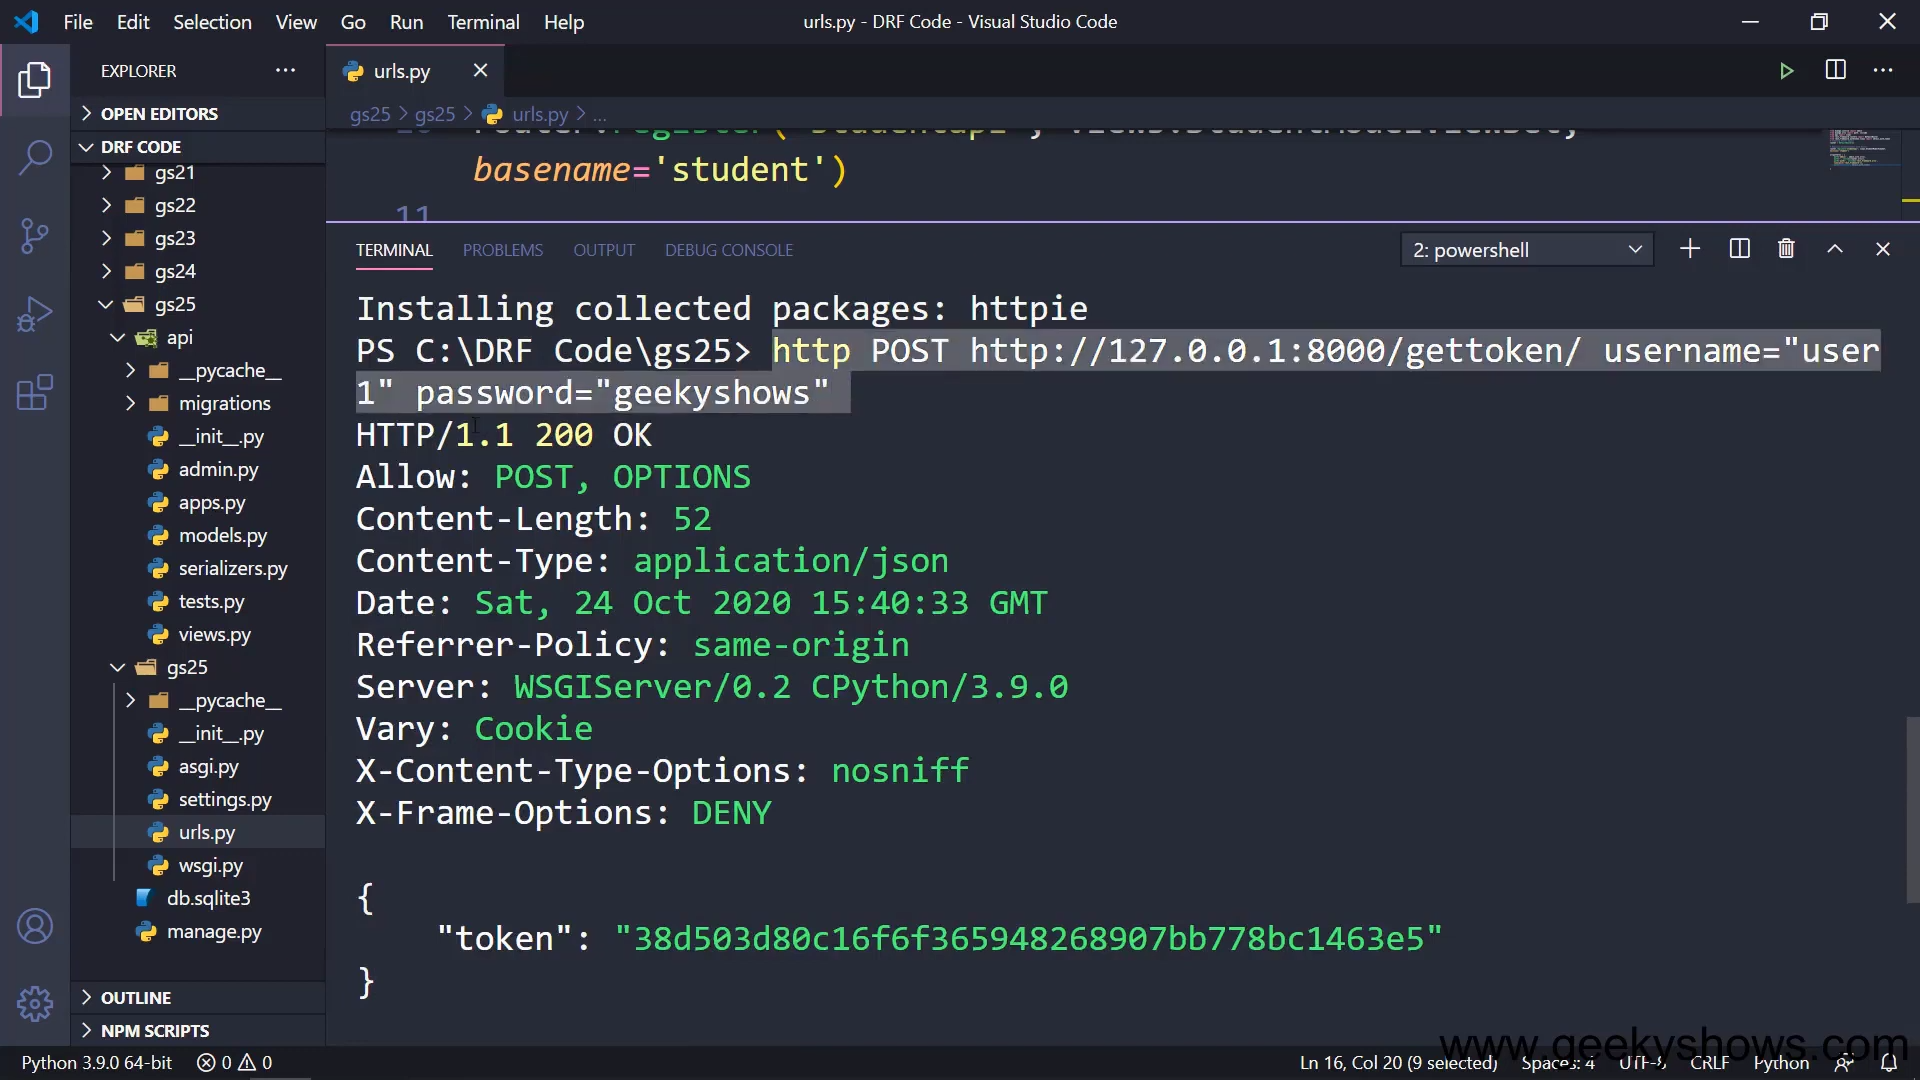 File Edit Selection View Go Run Terminal Help
urls.py - DRF Code - Visual Studio Code
EXPLORER
urls.py
OPEN EDITORS
gs25 > gs25 > urls.py > ...
DRF CODE
gs21
gs22
gs23
gs24
gs25
api
__pycache__
migrations
__init__.py
admin.py
apps.py
models.py
serializers.py
tests.py
views.py
gs25
__pycache__
__init__.py
asgi.py
settings.py
urls.py
wsgi.py
db.sqlite3
manage.py
OUTLINE
NPM SCRIPTS
basename='student')
11
TERMINAL PROBLEMS OUTPUT DEBUG CONSOLE
2: powershell
Installing collected packages: httpie
PS C:\DRF Code\gs25> http POST http://127.0.0.1:8000/gettoken/ username="user
1" password="geekyshows"
HTTP/1.1 200 OK
Allow: POST, OPTIONS
Content-Length: 52
Content-Type: application/json
Date: Sat, 24 Oct 2020 15:40:33 GMT
Referrer-Policy: same-origin
Server: WSGIServer/0.2 CPython/3.9.0
Vary: Cookie
X-Content-Type-Options: nosniff
X-Frame-Options: DENY
{
"token": "38d503d80c16f6f365948268907bb778bc1463e5"
}
www.geekyshows.com
Python 3.9.0 64-bit 0 0
Ln 16, Col 20 (9 selected) Spaces: 4 UTF-8 CRLF Python